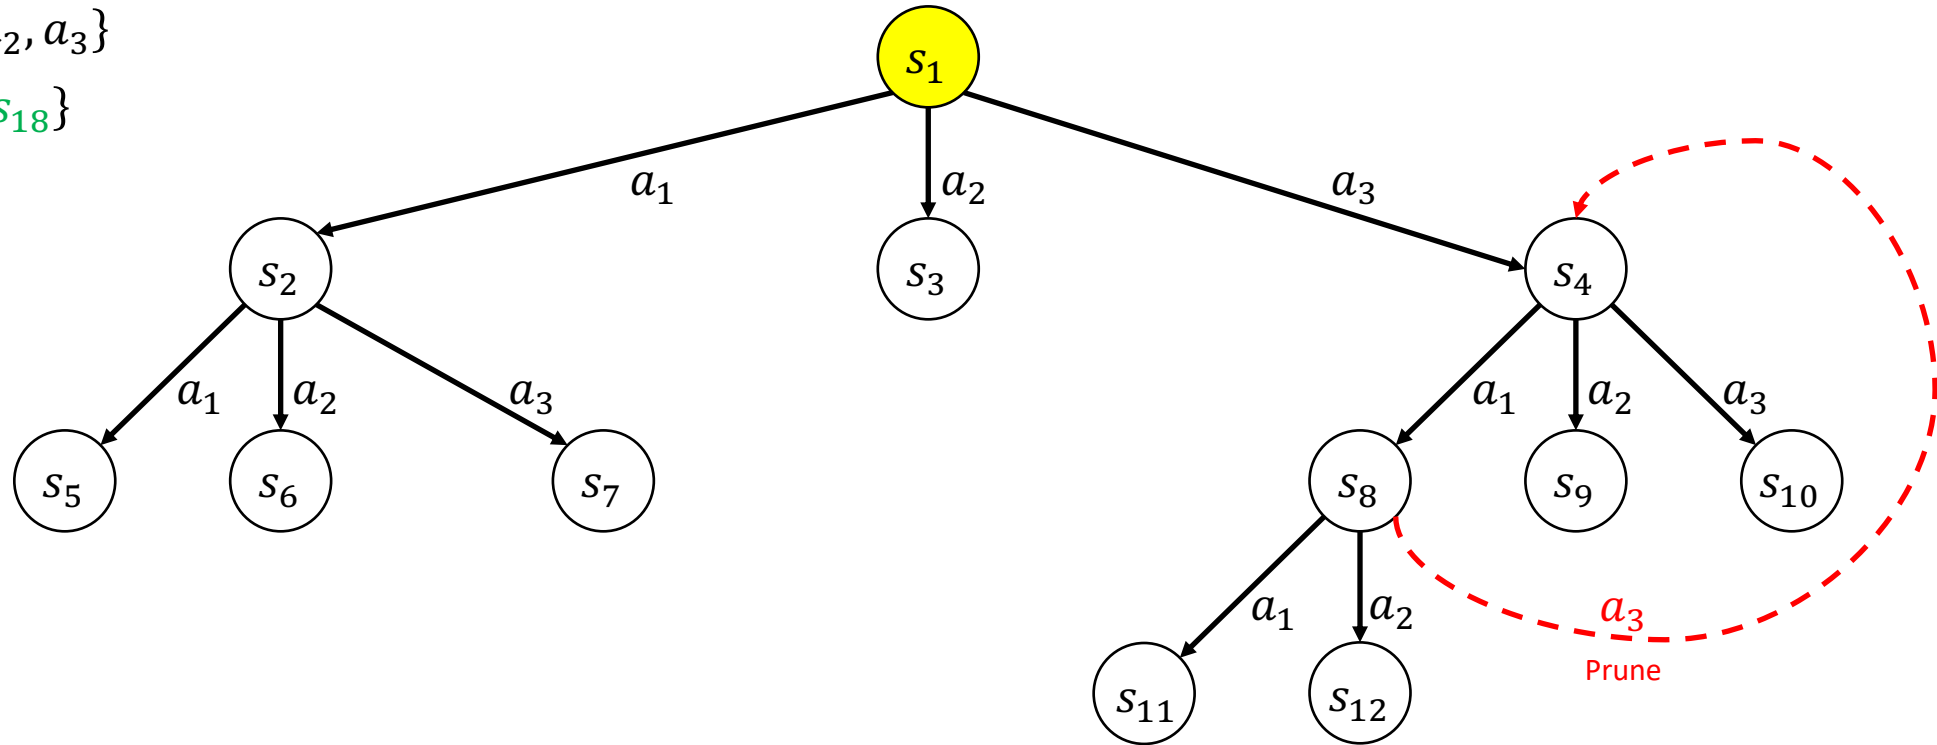 ₂, a₃}
s₁₈}
s₁
a₁ a₂ a₃
s₂ s₃ s₄
a₁ a₂ a₃ a₁ a₂ a₃
s₅ s₆ s₇ s₈ s₉ s₁₀
a₁ a₂ a₃
Prune
s₁₁ s₁₂